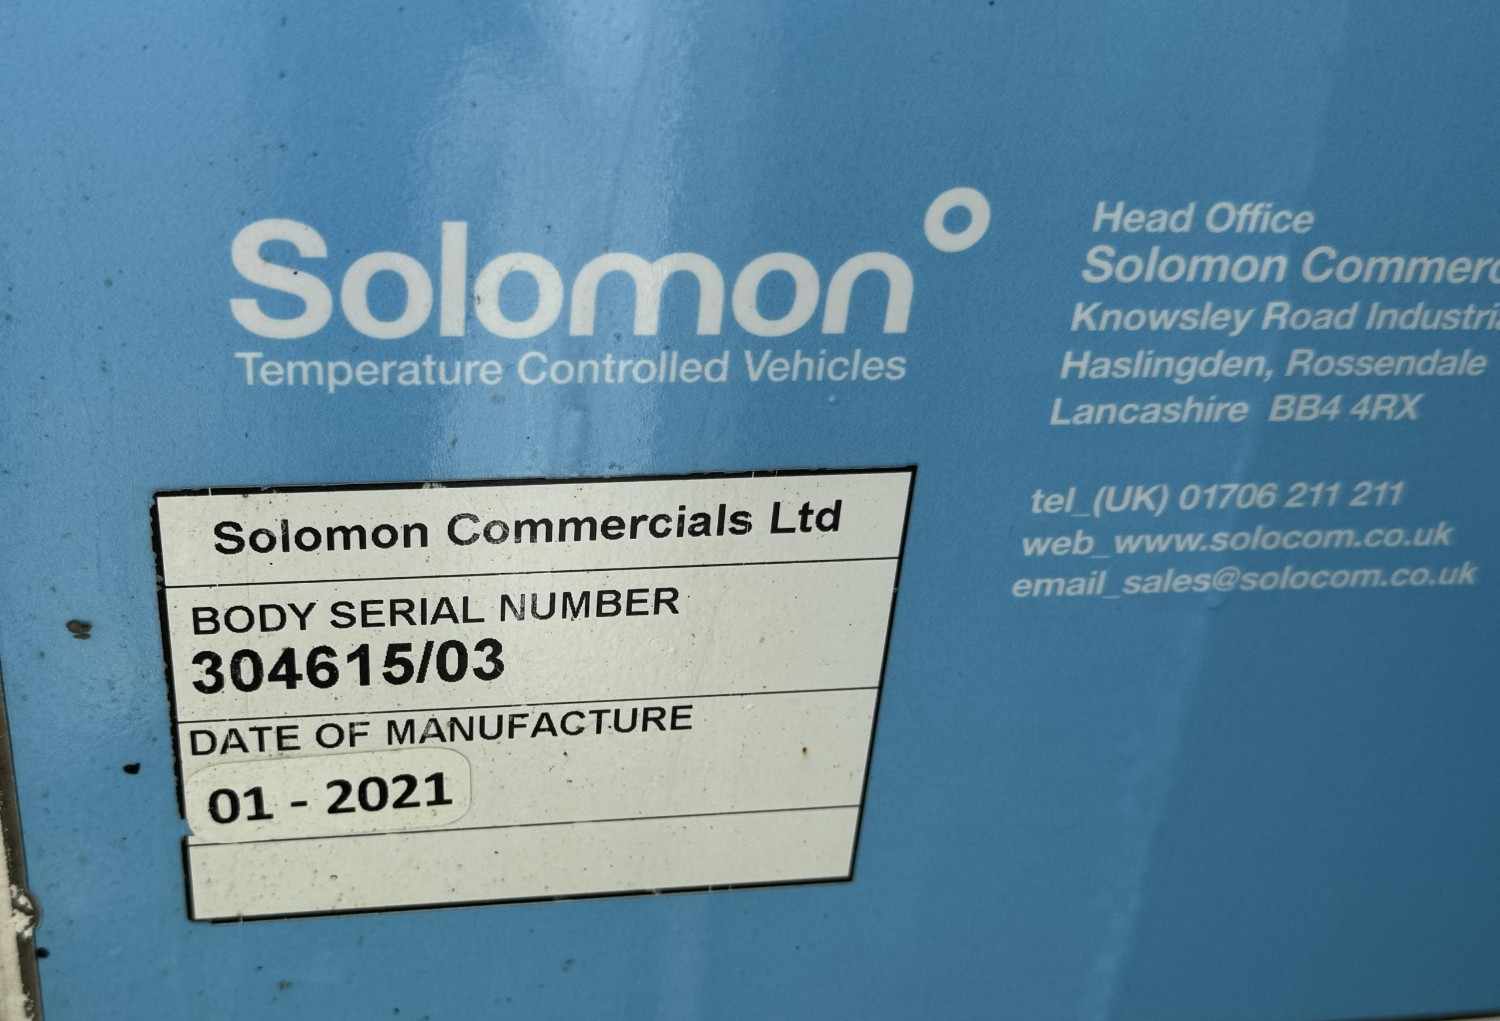 Solomon°
Temperature Controlled Vehicles
Head Office
Solomon
Knowsley Road
Haslingden, Rossendale
Lancashire BB4 4RX
tel_(UK) 01706 211 211
web_www.solocom.co.uk
email_sales@solocom.co.uk
Solomon Commercials Ltd
BODY SERIAL NUMBER
304615/03
DATE OF MANUFACTURE
01 - 2021